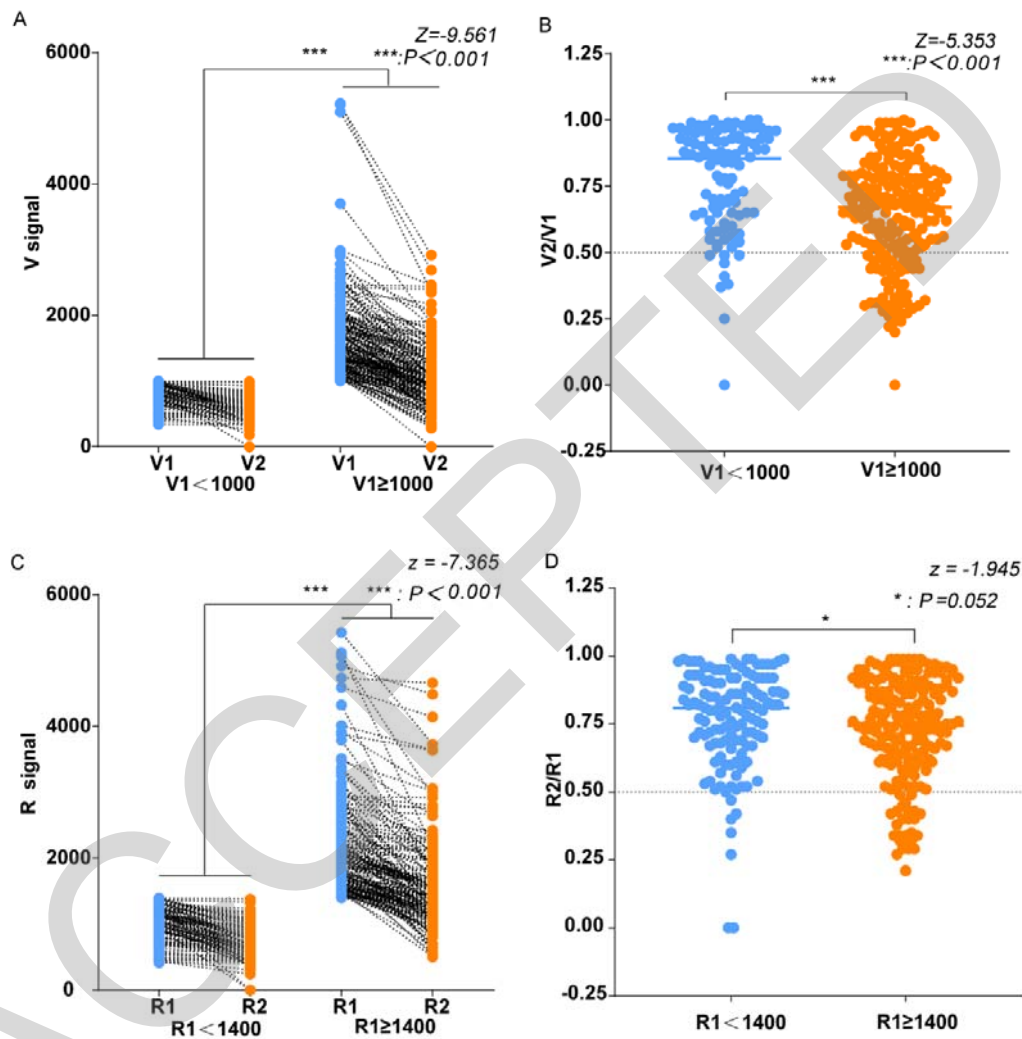 A
Z=-9.561
***
***:P<0.001
6000
4000
V signal
2000
0
V1 V2 V1 V2
V1<1000 V1≥1000
B
Z=-5.353
***:P<0.001
***
1.25
1.00
0.75
V2/V1
0.50
0.25
0.00
-0.25
V1<1000 V1≥1000
C
z = -7.365
*** *** : P < 0.001
6000
4000
R signal
2000
0
R1 R2 R1 R2
R1<1400 R1≥1400
D
z = -1.945
* : P =0.052
*
1.25
1.00
0.75
R2/R1
0.50
0.25
0.00
-0.25
R1<1400 R1≥1400
ACCEPTED